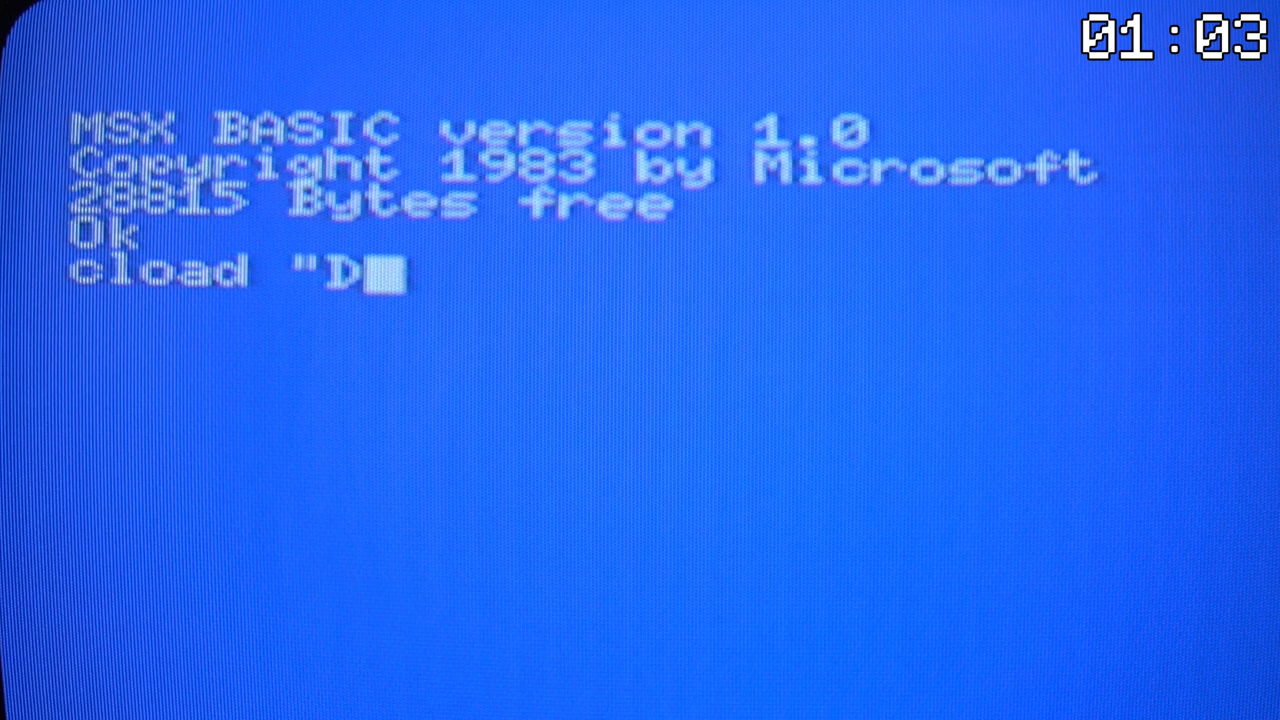 01:03
MSX BASIC version 1.0
Copyright 1983 by Microsoft
28815 Bytes free
Ok
cload "D